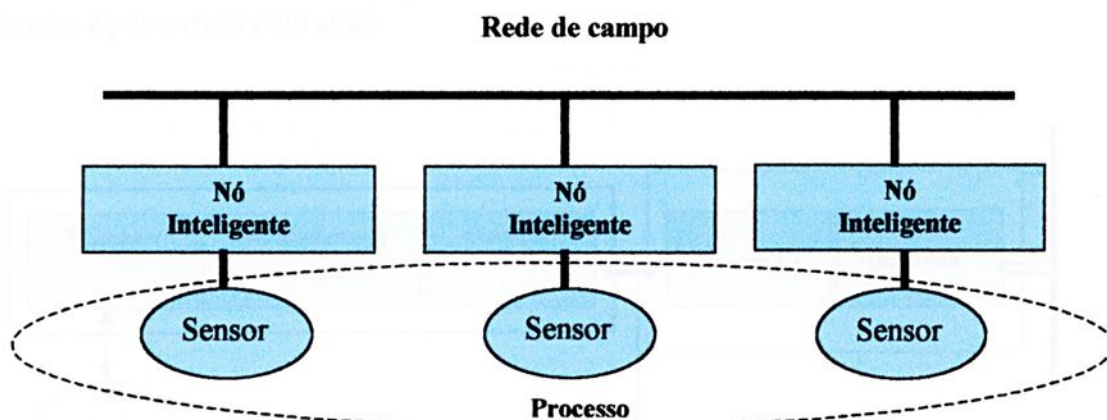 Rede de campo
Nó
Inteligente
Nó
Inteligente
Nó
Inteligente
Sensor
Sensor
Sensor
Processo